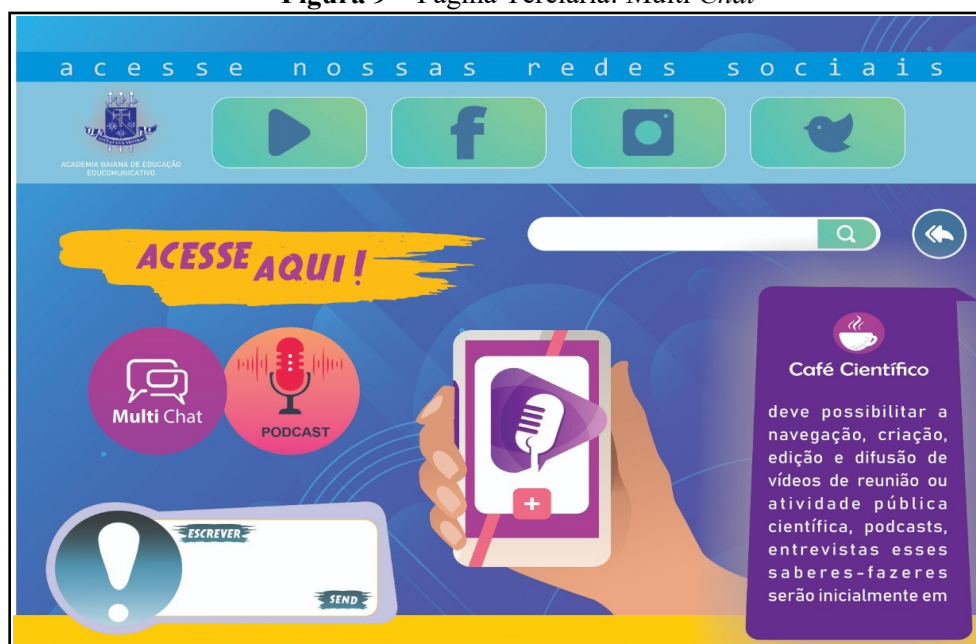 Figura 9 – Página Terciária: Multi Chat
acesse nossas redes sociais
ACADEMIA BAIANA DE EDUCAÇÃO
EDUCOMUNICATIVO
ACESSE AQUI!
Multi Chat
PODCAST
Café Científico
deve possibilitar a
navegação, criação,
edição e difusão de
vídeos de reunião ou
atividade pública
científica, podcasts,
entrevistas esses
saberes-fazeres
serão inicialmente em
ESCREVER
SEND